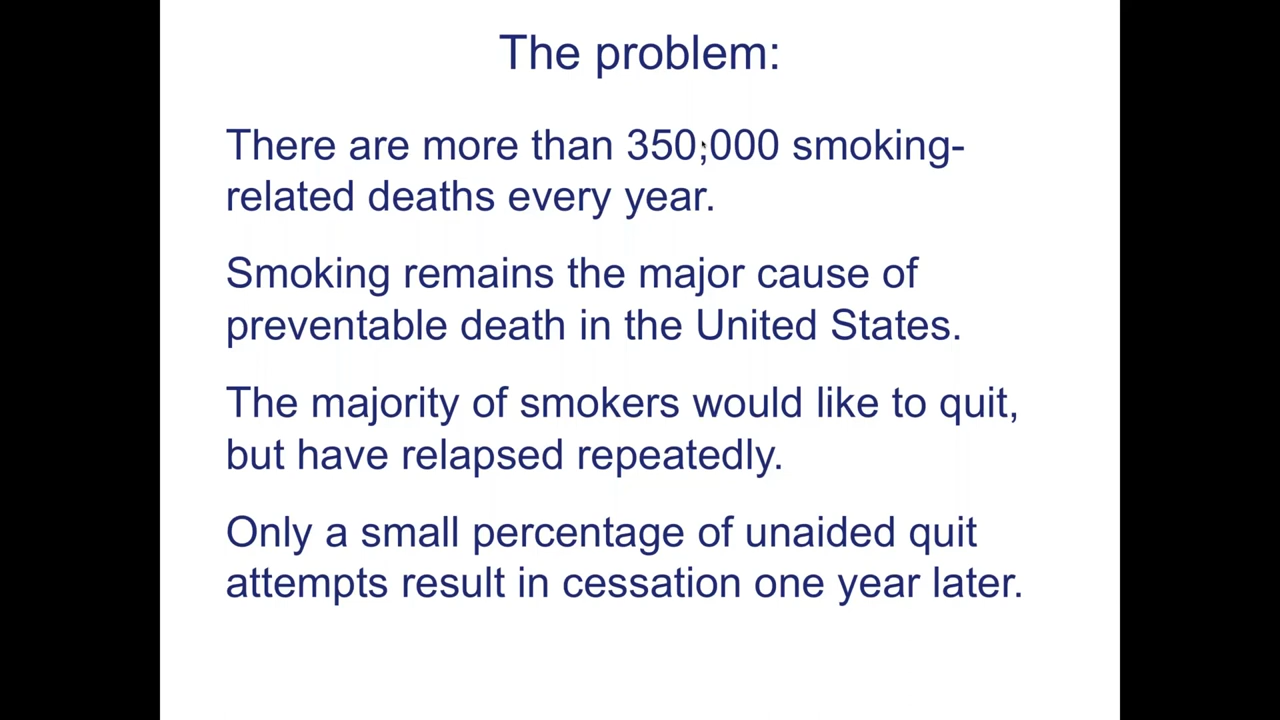 The problem:
There are more than 350,000 smoking-
related deaths every year.
Smoking remains the major cause of
preventable death in the United States.
The majority of smokers would like to quit,
but have relapsed repeatedly.
Only a small percentage of unaided quit
attempts result in cessation one year later.